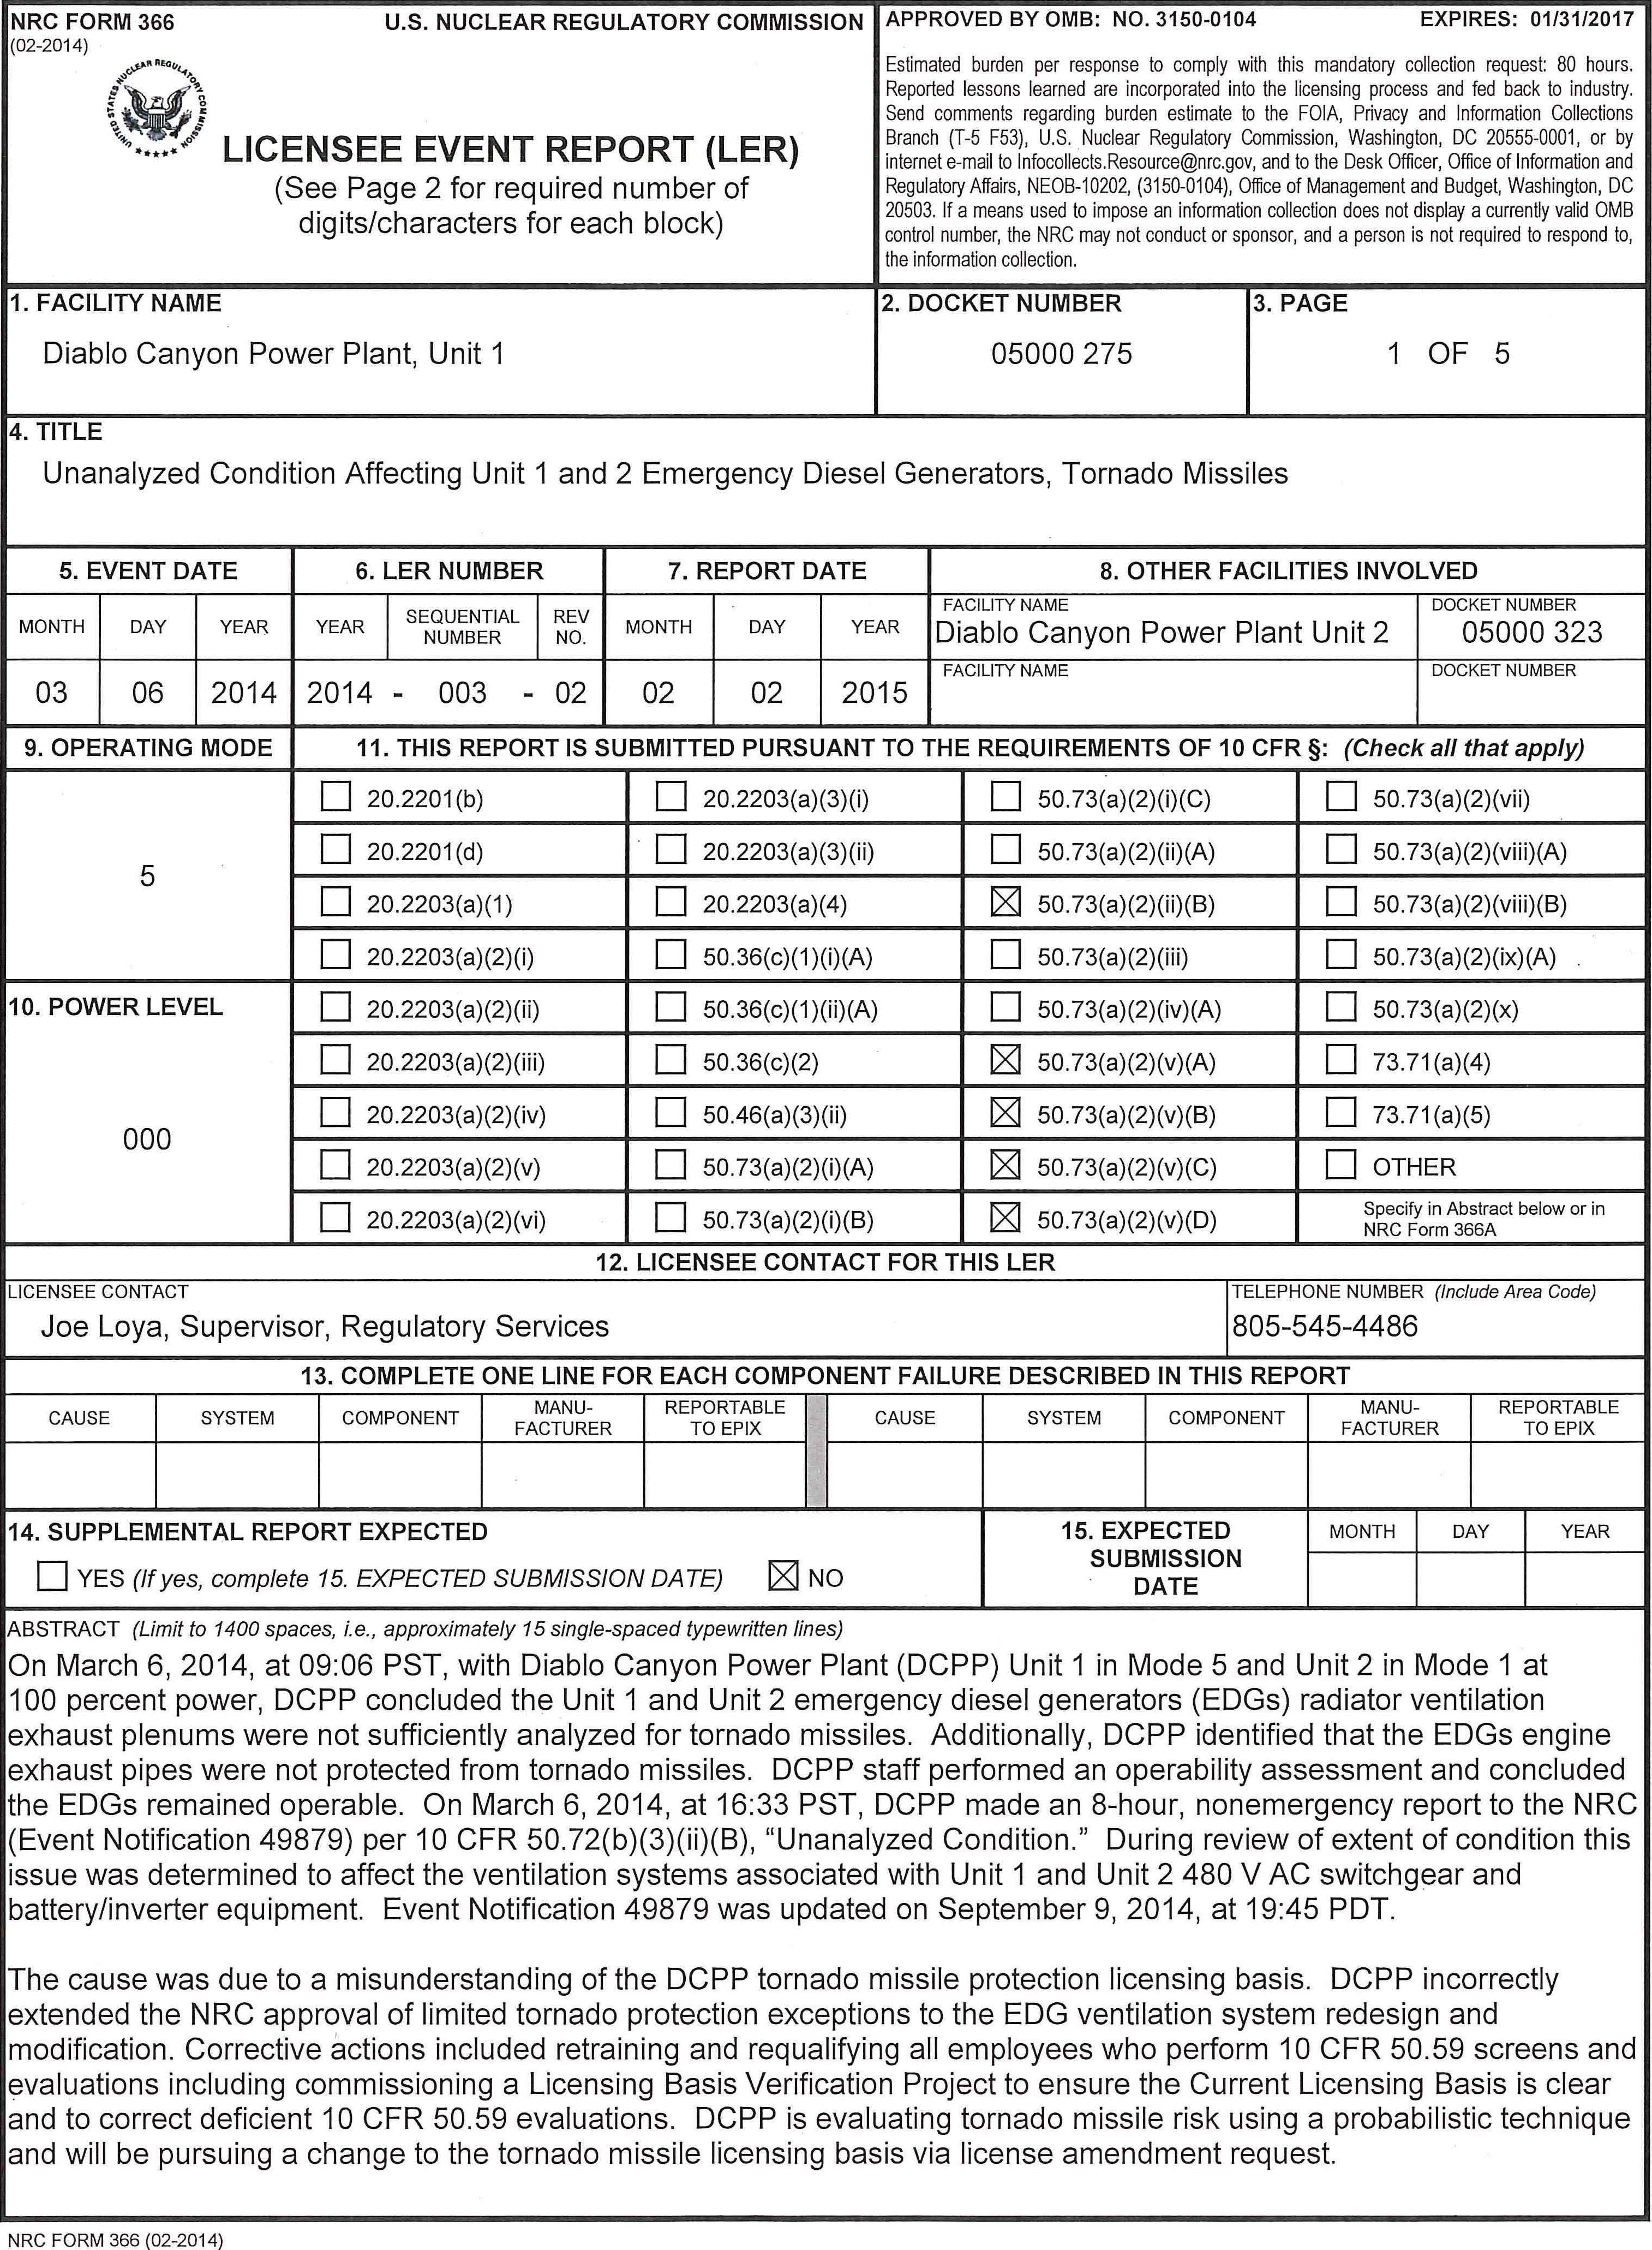 NRC FORM 366
(02-2014)
U.S. NUCLEAR REGULATORY COMMISSION
UNITED STATES NUCLEAR REGULATORY COMMISSION
LICENSEE EVENT REPORT (LER)
(See Page 2 for required number of
digits/characters for each block)
APPROVED BY OMB: NO. 3150-0104 EXPIRES: 01/31/2017
Estimated burden per response to comply with this mandatory collection request: 80 hours.
Reported lessons learned are incorporated into the licensing process and fed back to industry.
Send comments regarding burden estimate to the FOIA, Privacy and Information Collections
Branch (T-5 F53), U.S. Nuclear Regulatory Commission, Washington, DC 20555-0001, or by
internet e-mail to Infocollects.Resource@nrc.gov, and to the Desk Officer, Office of Information and
Regulatory Affairs, NEOB-10202, (3150-0104), Office of Management and Budget, Washington, DC
20503. If a means used to impose an information collection does not display a currently valid OMB
control number, the NRC may not conduct or sponsor, and a person is not required to respond to,
the information collection.
1. FACILITY NAME
Diablo Canyon Power Plant, Unit 1
2. DOCKET NUMBER
05000 275
3. PAGE
1 OF 5
4. TITLE
Unanalyzed Condition Affecting Unit 1 and 2 Emergency Diesel Generators, Tornado Missiles
5. EVENT DATE 6. LER NUMBER 7. REPORT DATE 8. OTHER FACILITIES INVOLVED
MONTH DAY YEAR YEAR SEQUENTIAL NUMBER REV NO. MONTH DAY YEAR
FACILITY NAME DOCKET NUMBER
Diablo Canyon Power Plant Unit 2 05000 323
03 06 2014 2014 - 003 - 02 02 02 2015
FACILITY NAME DOCKET NUMBER
9. OPERATING MODE 11. THIS REPORT IS SUBMITTED PURSUANT TO THE REQUIREMENTS OF 10 CFR §: (Check all that apply)
5
☐ 20.2201(b) ☐ 20.2203(a)(3)(i) ☐ 50.73(a)(2)(i)(C) ☐ 50.73(a)(2)(vii)
☐ 20.2201(d) ☐ 20.2203(a)(3)(ii) ☐ 50.73(a)(2)(ii)(A) ☐ 50.73(a)(2)(viii)(A)
☐ 20.2203(a)(1) ☐ 20.2203(a)(4) ☒ 50.73(a)(2)(ii)(B) ☐ 50.73(a)(2)(viii)(B)
☐ 20.2203(a)(2)(i) ☐ 50.36(c)(1)(i)(A) ☐ 50.73(a)(2)(iii) ☐ 50.73(a)(2)(ix)(A)
10. POWER LEVEL
000
☐ 20.2203(a)(2)(ii) ☐ 50.36(c)(1)(ii)(A) ☐ 50.73(a)(2)(iv)(A) ☐ 50.73(a)(2)(x)
☐ 20.2203(a)(2)(iii) ☐ 50.36(c)(2) ☒ 50.73(a)(2)(v)(A) ☐ 73.71(a)(4)
☐ 20.2203(a)(2)(iv) ☐ 50.46(a)(3)(ii) ☒ 50.73(a)(2)(v)(B) ☐ 73.71(a)(5)
☐ 20.2203(a)(2)(v) ☐ 50.73(a)(2)(i)(A) ☒ 50.73(a)(2)(v)(C) ☐ OTHER
☐ 20.2203(a)(2)(vi) ☐ 50.73(a)(2)(i)(B) ☒ 50.73(a)(2)(v)(D) Specify in Abstract below or in
NRC Form 366A
12. LICENSEE CONTACT FOR THIS LER
LICENSEE CONTACT TELEPHONE NUMBER (Include Area Code)
Joe Loya, Supervisor, Regulatory Services 805-545-4486
13. COMPLETE ONE LINE FOR EACH COMPONENT FAILURE DESCRIBED IN THIS REPORT
CAUSE SYSTEM COMPONENT MANU-FACTURER REPORTABLE TO EPIX CAUSE SYSTEM COMPONENT MANU-FACTURER REPORTABLE TO EPIX
14. SUPPLEMENTAL REPORT EXPECTED
☐ YES (If yes, complete 15. EXPECTED SUBMISSION DATE) ☒ NO
15. EXPECTED
SUBMISSION
DATE
MONTH DAY YEAR
ABSTRACT (Limit to 1400 spaces, i.e., approximately 15 single-spaced typewritten lines)
On March 6, 2014, at 09:06 PST, with Diablo Canyon Power Plant (DCPP) Unit 1 in Mode 5 and Unit 2 in Mode 1 at
100 percent power, DCPP concluded the Unit 1 and Unit 2 emergency diesel generators (EDGs) radiator ventilation
exhaust plenums were not sufficiently analyzed for tornado missiles. Additionally, DCPP identified that the EDGs engine
exhaust pipes were not protected from tornado missiles. DCPP staff performed an operability assessment and concluded
the EDGs remained operable. On March 6, 2014, at 16:33 PST, DCPP made an 8-hour, nonemergency report to the NRC
(Event Notification 49879) per 10 CFR 50.72(b)(3)(ii)(B), “Unanalyzed Condition.” During review of extent of condition this
issue was determined to affect the ventilation systems associated with Unit 1 and Unit 2 480 V AC switchgear and
battery/inverter equipment. Event Notification 49879 was updated on September 9, 2014, at 19:45 PDT.
The cause was due to a misunderstanding of the DCPP tornado missile protection licensing basis. DCPP incorrectly
extended the NRC approval of limited tornado protection exceptions to the EDG ventilation system redesign and
modification. Corrective actions included retraining and requalifying all employees who perform 10 CFR 50.59 screens and
evaluations including commissioning a Licensing Basis Verification Project to ensure the Current Licensing Basis is clear
and to correct deficient 10 CFR 50.59 evaluations. DCPP is evaluating tornado missile risk using a probabilistic technique
and will be pursuing a change to the tornado missile licensing basis via license amendment request.
NRC FORM 366 (02-2014)